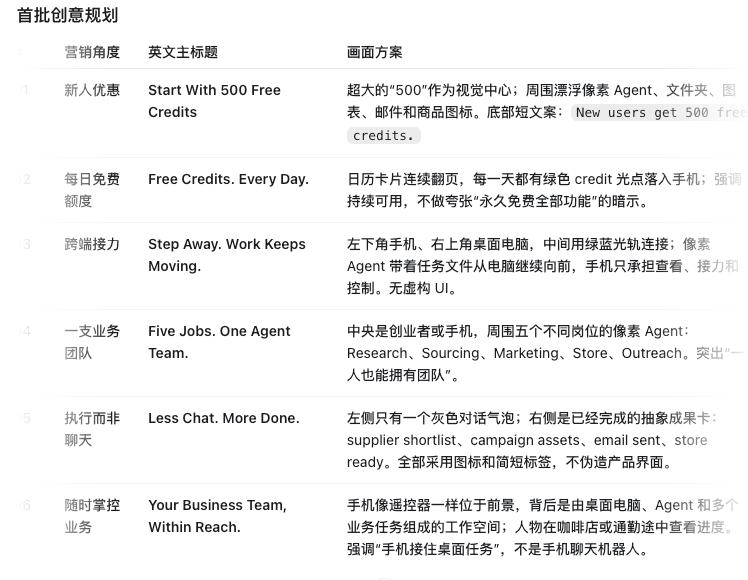 首批创意规划
营销角度 英文主标题 画面方案
01 新人优惠 Start With 500 Free 超大的“500”作为视觉中心；周围漂浮像素 Agent、文件夹、图
Credits 表、邮件和商品图标。底部短文案： New users get 500 free
credits.
02 每日免费 Free Credits. Every Day. 日历卡片连续翻页，每一天都有绿色 credit 光点落入手机；强调
额度 持续可用，不做夸张“永久免费全部功能”的暗示。
03 跨端接力 Step Away. Work Keeps 左下角手机、右上角桌面电脑，中间用绿蓝光轨连接；像素
Moving. Agent 带着任务文件从电脑继续向前，手机只承担查看、接力和
控制。无虚构 UI。
04 一支业务 Five Jobs. One Agent 中央是创业者或手机，周围五个不同岗位的像素 Agent：
团队 Team. Research、Sourcing、Marketing、Store、Outreach。突出“一
人也能拥有团队”。
05 执行而非 Less Chat. More Done. 左侧只有一个灰色对话气泡；右侧是已经完成的抽象成果卡：
聊天 supplier shortlist、campaign assets、email sent、store
ready。全部采用图标和简短标签，不伪造产品界面。
06 随时掌控 Your Business Team, 手机像遥控器一样位于前景，背后是由桌面电脑、Agent 和多个
业务 Within Reach. 业务任务组成的工作空间；人物在咖啡店或通勤途中查看进度。
强调“手机接住桌面任务”，不是手机聊天机器人。